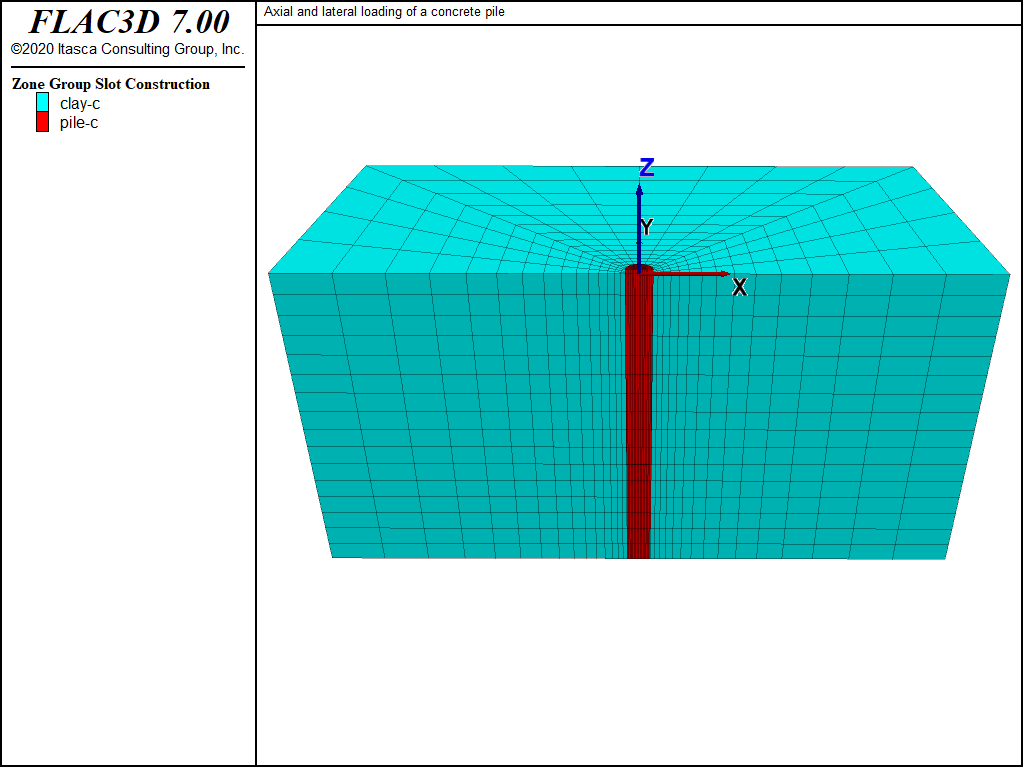 FLAC3D 7.00
©2020 Itasca Consulting Group, Inc.
Zone Group Slot Construction
clay-c
pile-c
Axial and lateral loading of a concrete pile
Z
Y
X